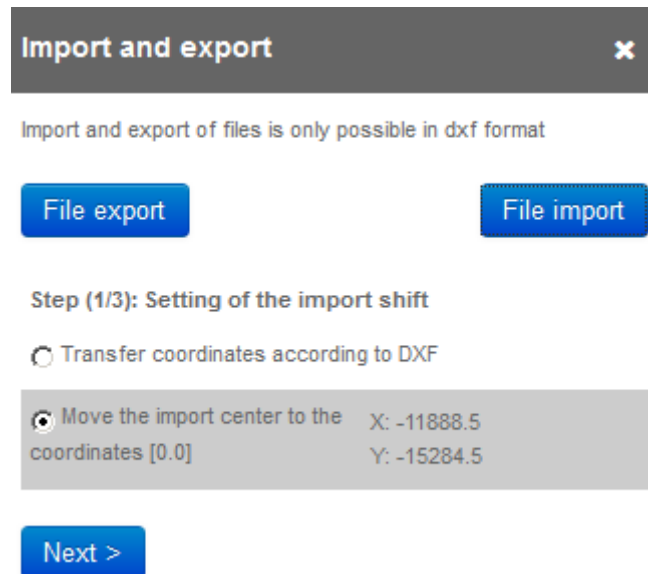 Import and export
Import and export of files is only possible in dxf format
File export
File import
Step (1/3): Setting of the import shift
Transfer coordinates according to DXF
Move the import center to the
coordinates [0.0]
X: -11888.5
Y: -15284.5
Next >